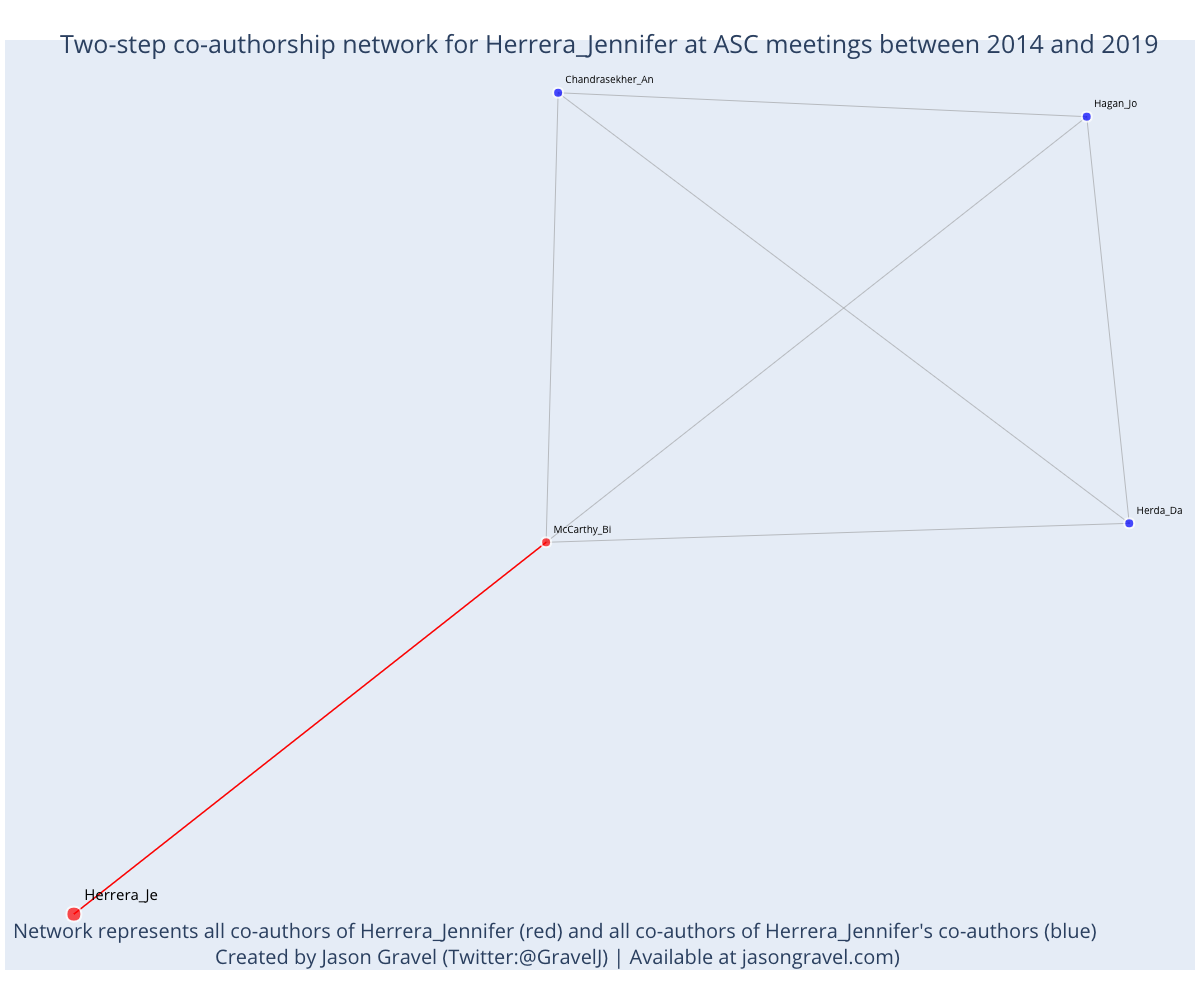 Two-step co-authorship network for Herrera_Jennifer at ASC meetings between 2014 and 2019
Chandrasekher_An
Hagan_Jo
Herda_Da
McCarthy_Bi
Herrera_Je
Network represents all co-authors of Herrera_Jennifer (red) and all co-authors of Herrera_Jennifer's co-authors (blue)
Created by Jason Gravel (Twitter:@GravelJ) | Available at jasongravel.com)